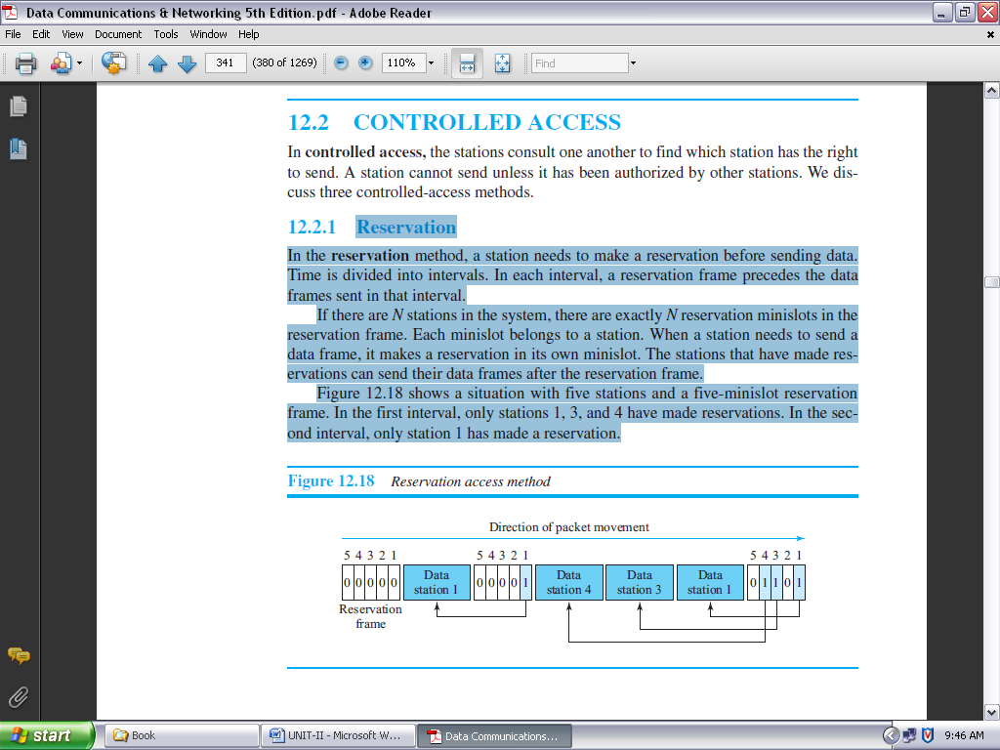 Data Communications & Networking 5th Edition.pdf - Adobe Reader
File Edit View Document Tools Window Help
341 (380 of 1269) 110% Find
12.2 CONTROLLED ACCESS
In controlled access, the stations consult one another to find which station has the right
to send. A station cannot send unless it has been authorized by other stations. We dis-
cuss three controlled-access methods.
12.2.1 Reservation
In the reservation method, a station needs to make a reservation before sending data.
Time is divided into intervals. In each interval, a reservation frame precedes the data
frames sent in that interval.
If there are N stations in the system, there are exactly N reservation minislots in the
reservation frame. Each minislot belongs to a station. When a station needs to send a
data frame, it makes a reservation in its own minislot. The stations that have made res-
ervations can send their data frames after the reservation frame.
Figure 12.18 shows a situation with five stations and a five-minislot reservation
frame. In the first interval, only stations 1, 3, and 4 have made reservations. In the sec-
ond interval, only station 1 has made a reservation.
Figure 12.18 Reservation access method
Direction of packet movement
5 4 3 2 1 5 4 3 2 1 5 4 3 2 1
0 0 0 0 0 Data station 1 0 0 0 0 1 Data station 4 Data station 3 Data station 1 0 1 1 0 1
Reservation
frame
start Book UNIT-II - Microsoft W... Data Communications... 9:46 AM